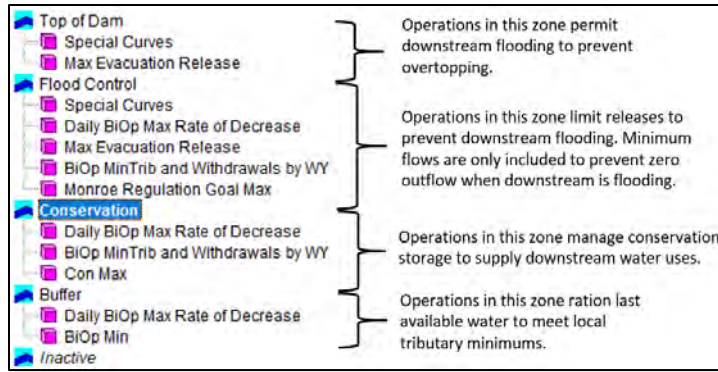 Top of Dam
Special Curves
Max Evacuation Release
Operations in this zone permit
downstream flooding to prevent
overtopping.
Flood Control
Special Curves
Daily BiOp Max Rate of Decrease
Max Evacuation Release
BiOp MinTrib and Withdrawals by WY
Monroe Regulation Goal Max
Operations in this zone limit releases to
prevent downstream flooding. Minimum
flows are only included to prevent zero
outflow when downstream is flooding.
Conservation
Daily BiOp Max Rate of Decrease
BiOp MinTrib and Withdrawals by WY
Con Max
Operations in this zone manage conservation
storage to supply downstream water uses.
Buffer
Daily BiOp Max Rate of Decrease
BiOp Min
Operations in this zone ration last
available water to meet local
tributary minimums.
Inactive